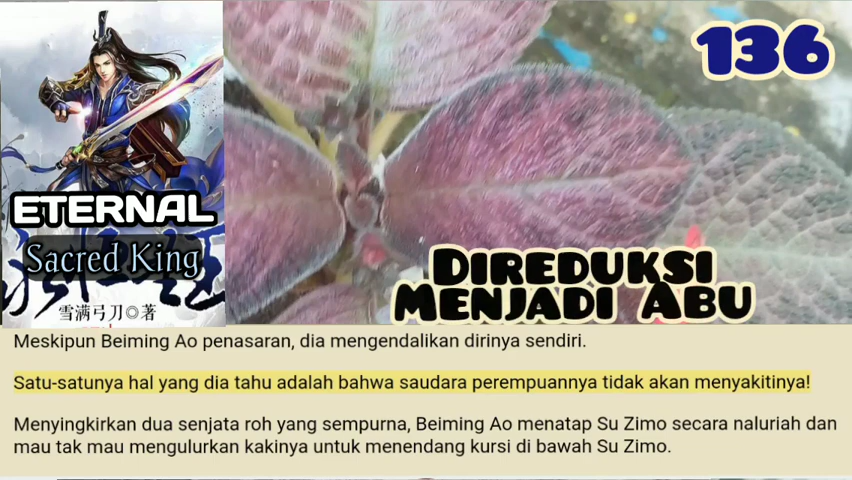 136
ETERNAL
Sacred King
雪满弓刀◎著
DIREDUKSI
MENJADI ABU
Meskipun Beiming Ao penasaran, dia mengendalikan dirinya sendiri.
Satu-satunya hal yang dia tahu adalah bahwa saudara perempuannya tidak akan menyakitinya!
Menyingkirkan dua senjata roh yang sempurna, Beiming Ao menatap Su Zimo secara naluriah dan
mau tak mau mengulurkan kakinya untuk menendang kursi di bawah Su Zimo.